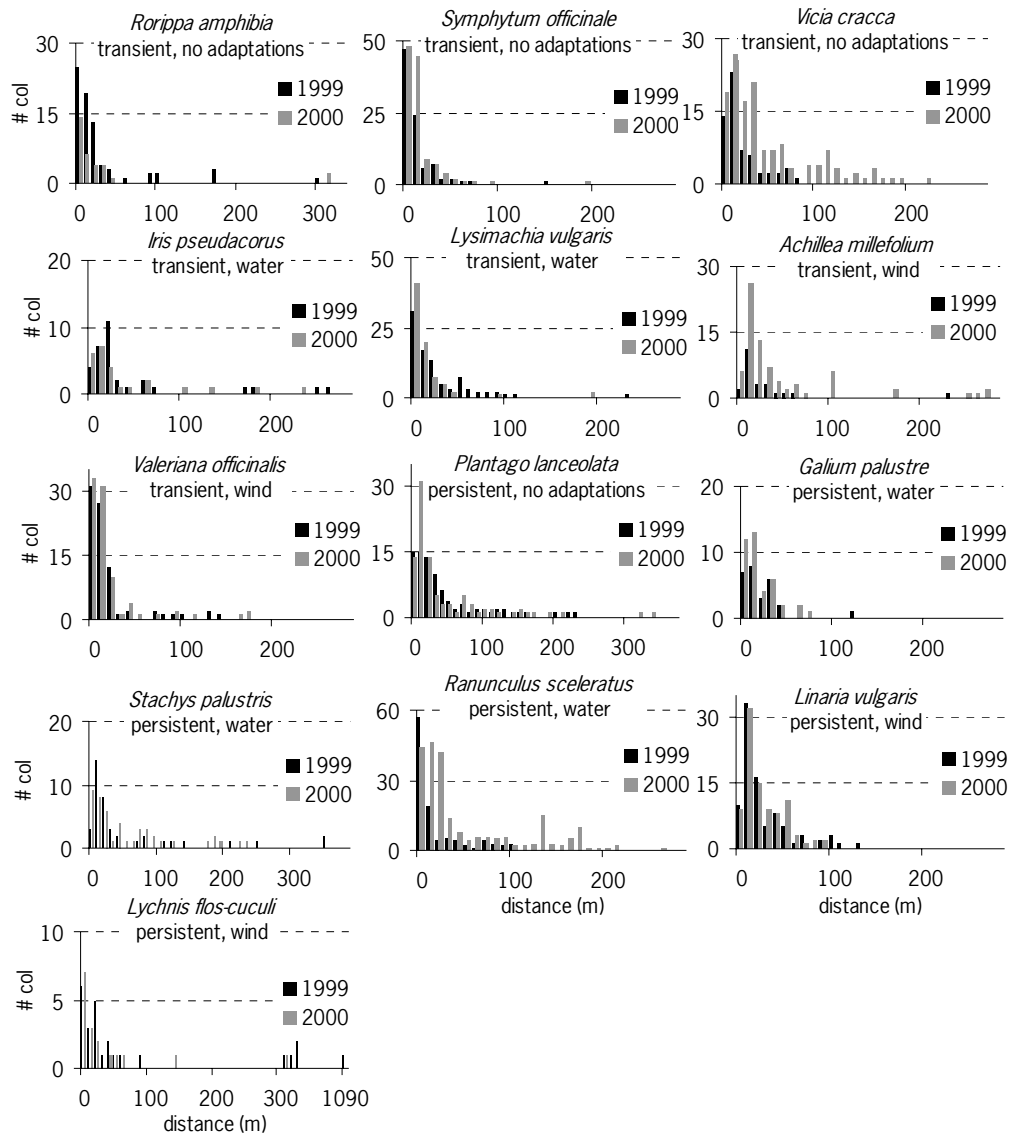 Rorippa amphibia
transient, no adaptations
30
15
0
# col
1999
2000
0 100 200 300
Symphytum officinale
transient, no adaptations
50
25
0
1999
2000
0 100 200
Vicia cracca
transient, no adaptations
30
15
0
1999
2000
0 100 200
Iris pseudacorus
transient, water
20
10
0
# col
1999
2000
0 100 200
Lysimachia vulgaris
transient, water
50
25
0
1999
2000
0 100 200
Achillea millefolium
transient, wind
30
15
0
1999
2000
0 100 200
Valeriana officinalis
transient, wind
30
15
0
# col
1999
2000
0 100 200
Plantago lanceolata
persistent, no adaptations
30
15
0
1999
2000
0 100 200 300
Galium palustre
persistent, water
20
10
0
1999
2000
0 100 200
Stachys palustris
persistent, water
20
10
0
# col
1999
2000
0 100 200 300
Ranunculus sceleratus
persistent, water
60
30
0
1999
2000
0 100 200
distance (m)
Linaria vulgaris
persistent, wind
30
15
0
1999
2000
0 100 200
distance (m)
Lychnis flos-cuculi
persistent, wind
10
5
0
# col
1999
2000
0 100 200 300 1090
distance (m)